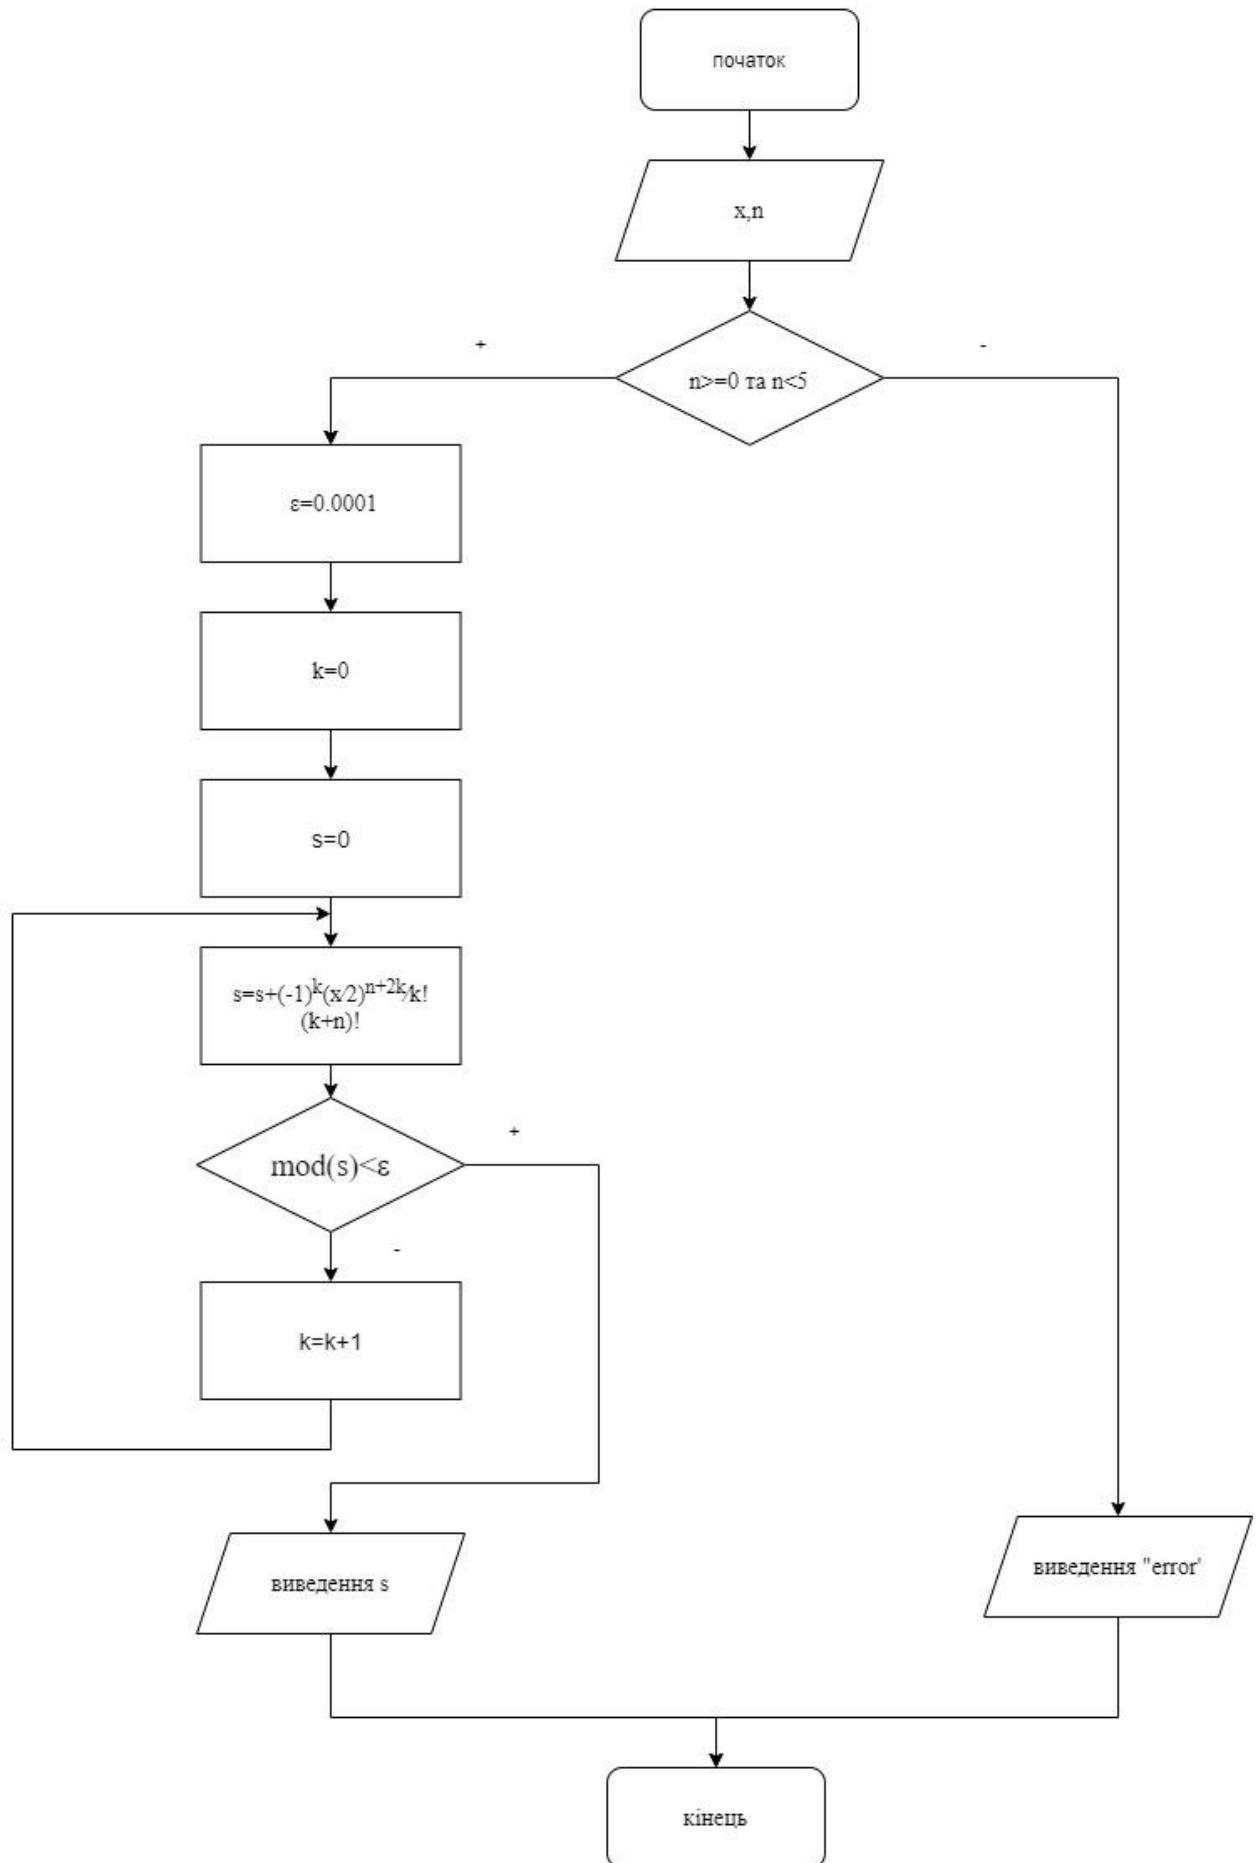 початок
x,n
+
-
n>=0 та n<5
ε=0.0001
k=0
s=0
s=s+(-1)^k(x/2)^n+2k/k!
(k+n)!
+
mod(s)<ε
-
k=k+1
виведення s
виведення "error'
кінець